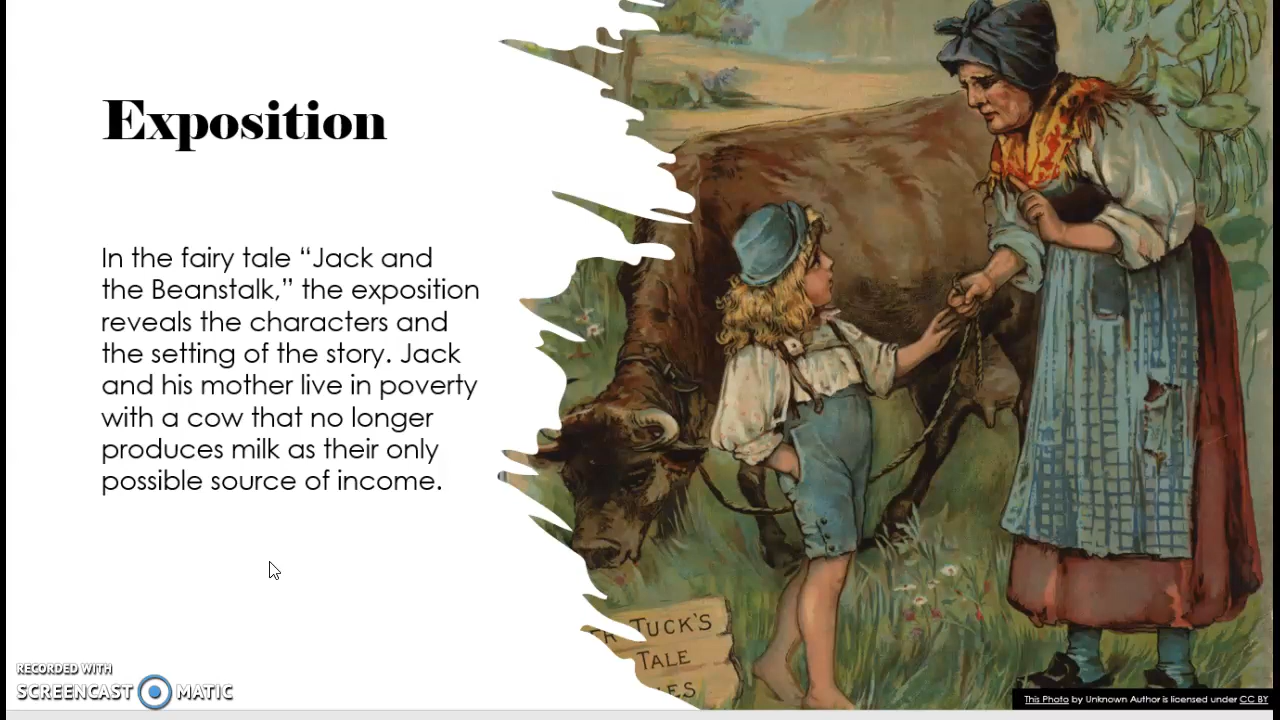 Exposition
In the fairy tale “Jack and
the Beanstalk,” the exposition
reveals the characters and
the setting of the story. Jack
and his mother live in poverty
with a cow that no longer
produces milk as their only
possible source of income.
TUCK'S
TALE
RECORDED WITH
SCREENCAST MATIC
This Photo by Unknown Author is licensed under CC BY